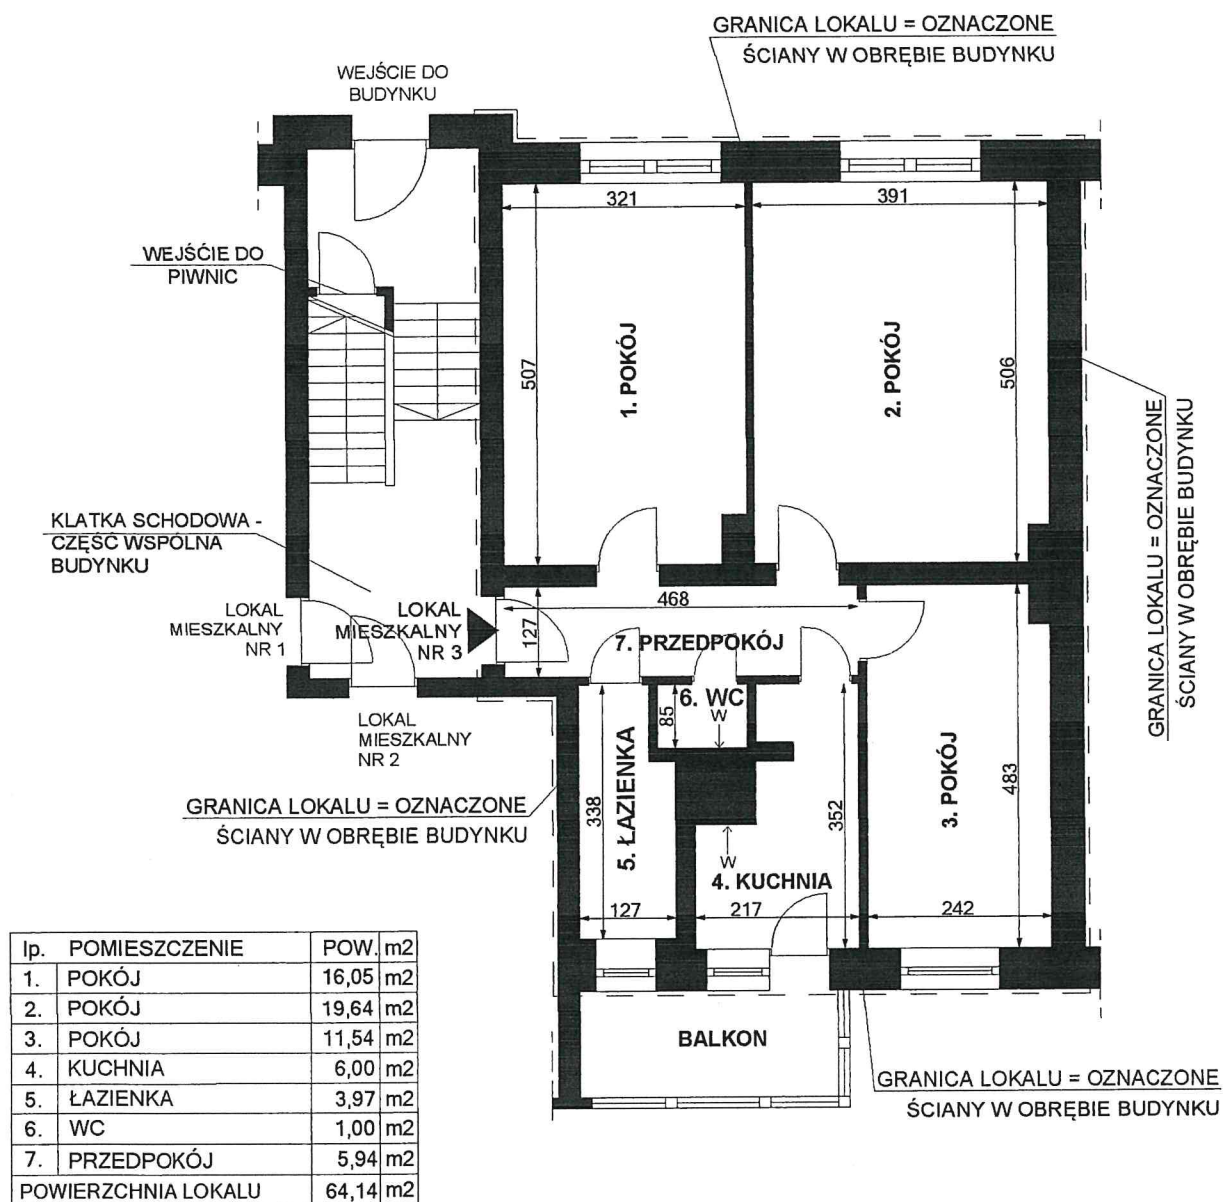 GRANICA LOKALU = OZNACZONE
ŚCIANY W OBRĘBIE BUDYNKU
WEJŚCIE DO
BUDYNKU
321
391
WEJŚĆIE DO
PIWNIC
507
1. POKÓJ
2. POKÓJ
506
GRANICA LOKALU = OZNACZONE
ŚCIANY W OBRĘBIE BUDYNKU
KLATKA SCHODOWA -
CZĘŚĆ WSPÓLNA
BUDYNKU
LOKAL
MIESZKALNY
NR 1
LOKAL
MIESZKALNY
NR 3
127
468
7. PRZEDPOKÓJ
LOKAL
MIESZKALNY
NR 2
85
6. WC
W
GRANICA LOKALU = OZNACZONE
ŚCIANY W OBRĘBIE BUDYNKU
338
5. ŁAZIENKA
352
3. POKÓJ
483
W
4. KUCHNIA
127
217
242
BALKON
GRANICA LOKALU = OZNACZONE
ŚCIANY W OBRĘBIE BUDYNKU
lp. POMIESZCZENIE POW. m2
1. POKÓJ 16,05 m2
2. POKÓJ 19,64 m2
3. POKÓJ 11,54 m2
4. KUCHNIA 6,00 m2
5. ŁAZIENKA 3,97 m2
6. WC 1,00 m2
7. PRZEDPOKÓJ 5,94 m2
POWIERZCHNIA LOKALU 64,14 m2